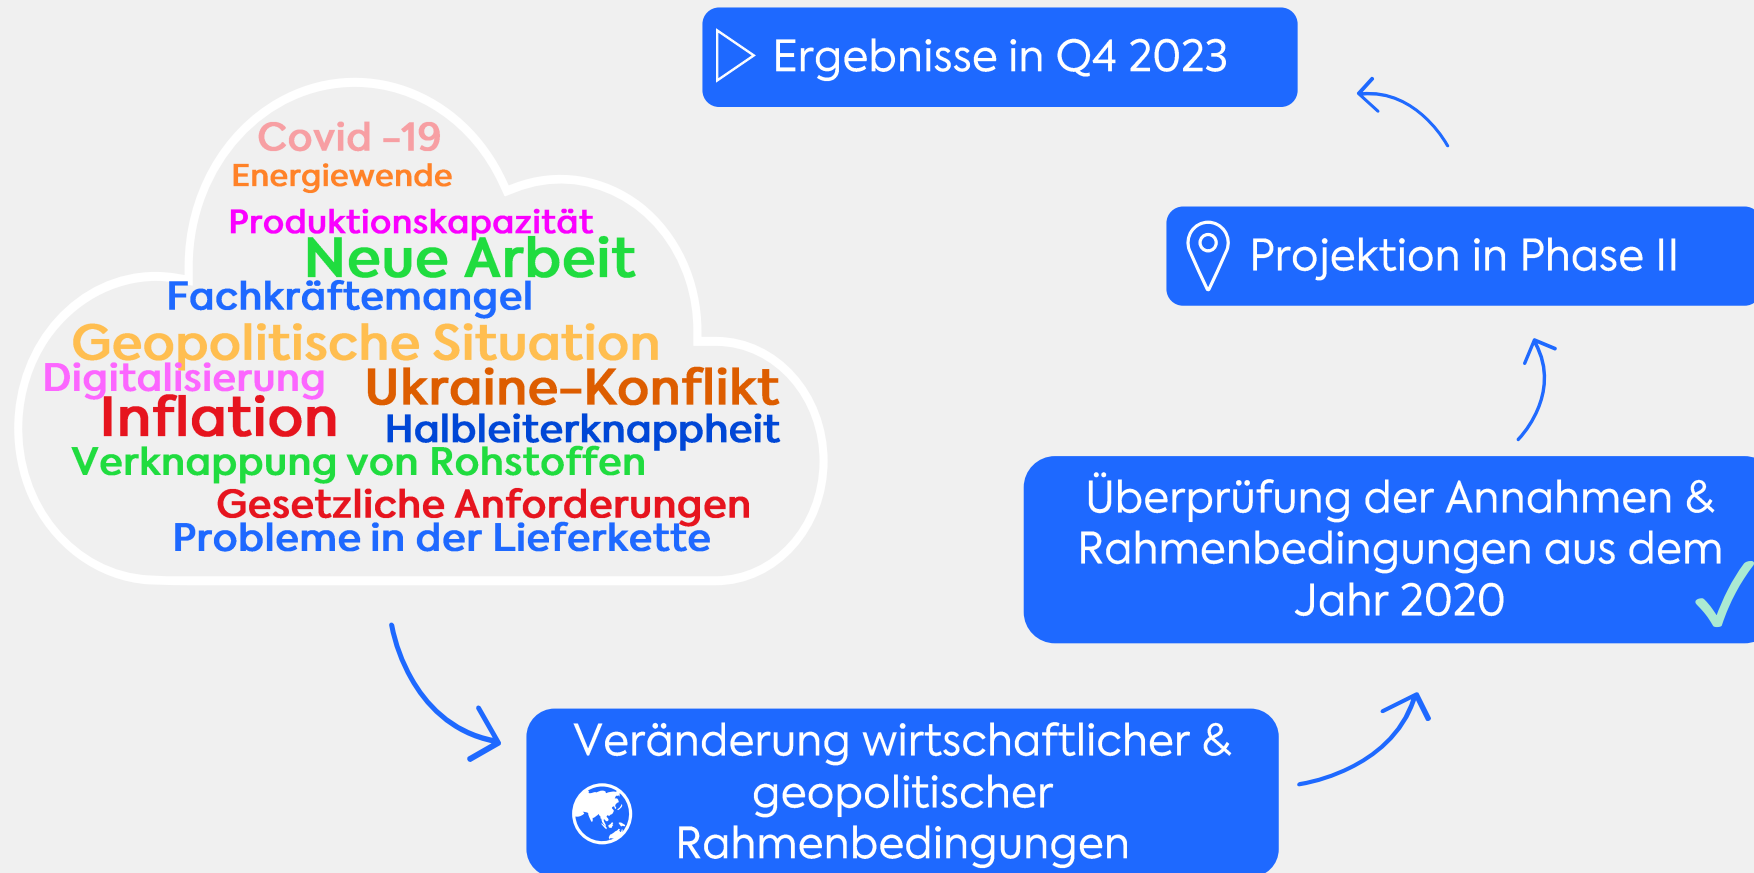 Covid -19
Energiewende
Produktionskapazität
Neue Arbeit
Fachkräftemangel
Geopolitische Situation
Digitalisierung
Ukraine-Konflikt
Inflation
Halbleiterknappheit
Verknappung von Rohstoffen
Gesetzliche Anforderungen
Probleme in der Lieferkette
Veränderung wirtschaftlicher &
geopolitischer
Rahmenbedingungen
Überprüfung der Annahmen &
Rahmenbedingungen aus dem
Jahr 2020
Projektion in Phase II
Ergebnisse in Q4 2023